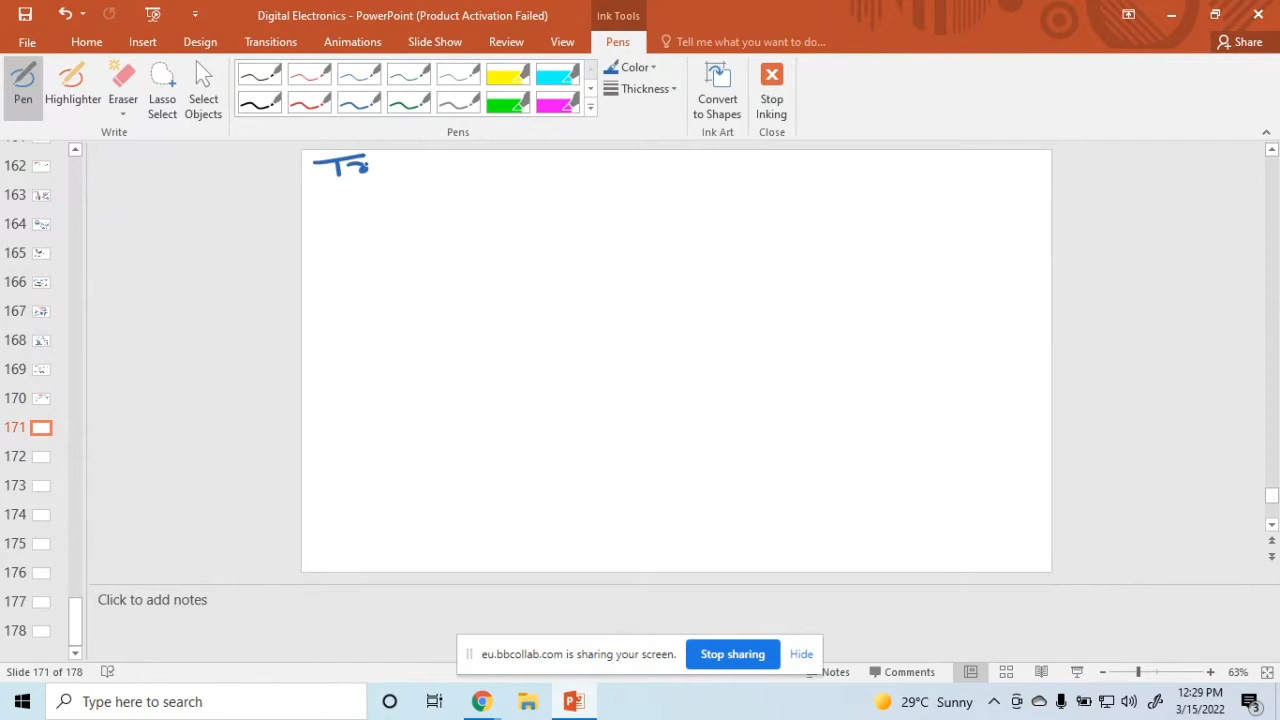 Digital Electronics - PowerPoint (Product Activation Failed)
Ink Tools
File
Home
Insert
Design
Transitions
Animations
Slide Show
Review
View
Pens
Tell me what you want to do...
Share
Pen
Highlighter
Eraser
Lasso
Select
Select
Objects
Color
Thickness
Convert
to Shapes
Stop
Inking
Write
Pens
Ink Art
Close
162
163
164
165
166
167
168
169
170
171
172
173
174
175
176
177
178
Click to add notes
eu.bbcollab.com is sharing your screen.
Stop sharing
Hide
Slide 171 of 178
Notes
Comments
63%
Type here to search
29°C Sunny
12:29 PM
3/15/2022
3